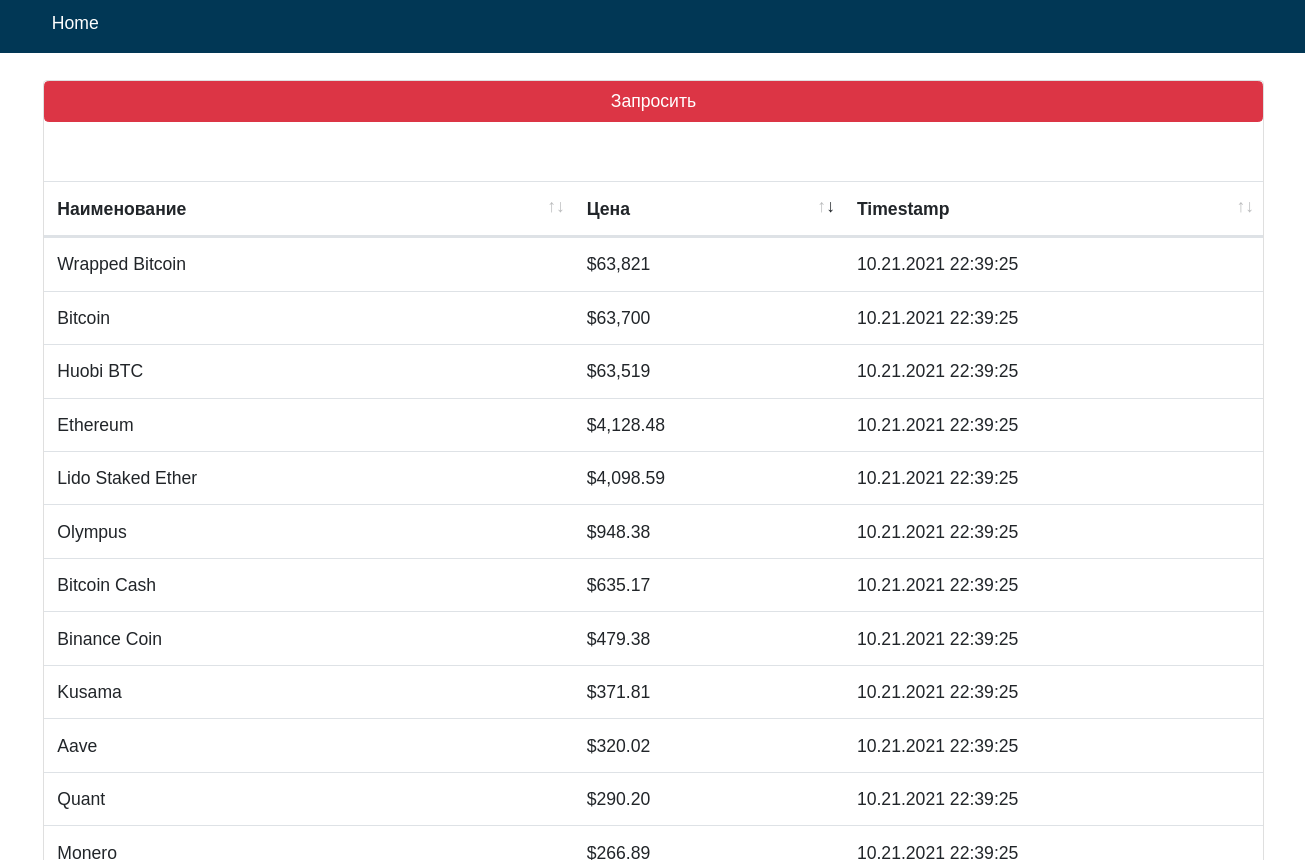 Home
Запросить
Наименование ↑↓ Цена ↑↓ Timestamp ↑↓
Wrapped Bitcoin $63,821 10.21.2021 22:39:25
Bitcoin $63,700 10.21.2021 22:39:25
Huobi BTC $63,519 10.21.2021 22:39:25
Ethereum $4,128.48 10.21.2021 22:39:25
Lido Staked Ether $4,098.59 10.21.2021 22:39:25
Olympus $948.38 10.21.2021 22:39:25
Bitcoin Cash $635.17 10.21.2021 22:39:25
Binance Coin $479.38 10.21.2021 22:39:25
Kusama $371.81 10.21.2021 22:39:25
Aave $320.02 10.21.2021 22:39:25
Quant $290.20 10.21.2021 22:39:25
Monero $266.89 10.21.2021 22:39:25